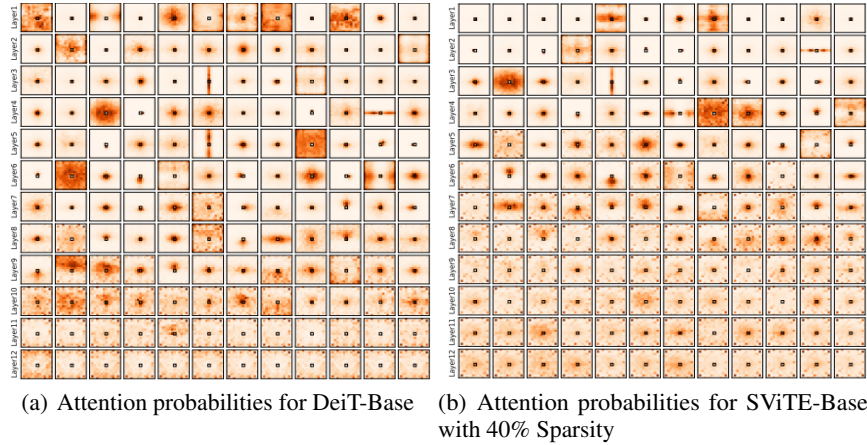 Layer1
Layer2
Layer3
Layer4
Layer5
Layer6
Layer7
Layer8
Layer9
Layer10
Layer11
Layer12
(a) Attention probabilities for DeiT-Base
Layer1
Layer2
Layer3
Layer4
Layer5
Layer6
Layer7
Layer8
Layer9
Layer10
Layer11
Layer12
(b) Attention probabilities for SViTE-Base
with 40% Sparsity